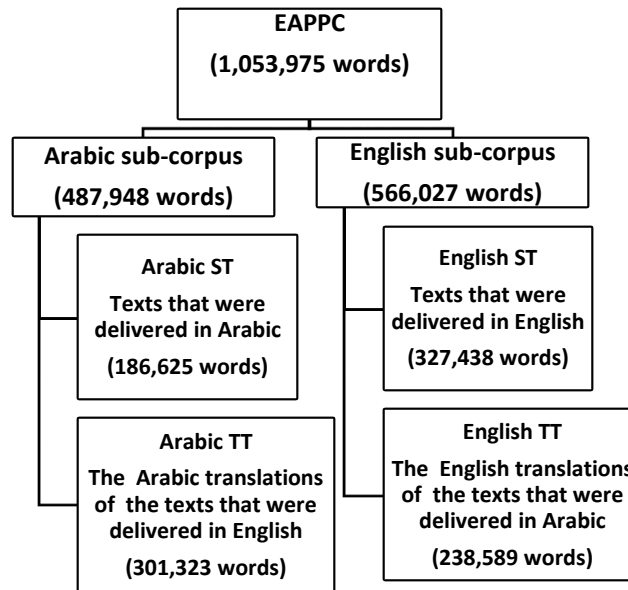 EAPPC
(1,053,975 words)
Arabic sub-corpus
(487,948 words)
English sub-corpus
(566,027 words)
Arabic ST
Texts that were
delivered in Arabic
(186,625 words)
English ST
Texts that were
delivered in English
(327,438 words)
Arabic TT
The Arabic translations
of the texts that were
delivered in English
(301,323 words)
English TT
The English translations
of the texts that were
delivered in Arabic
(238,589 words)